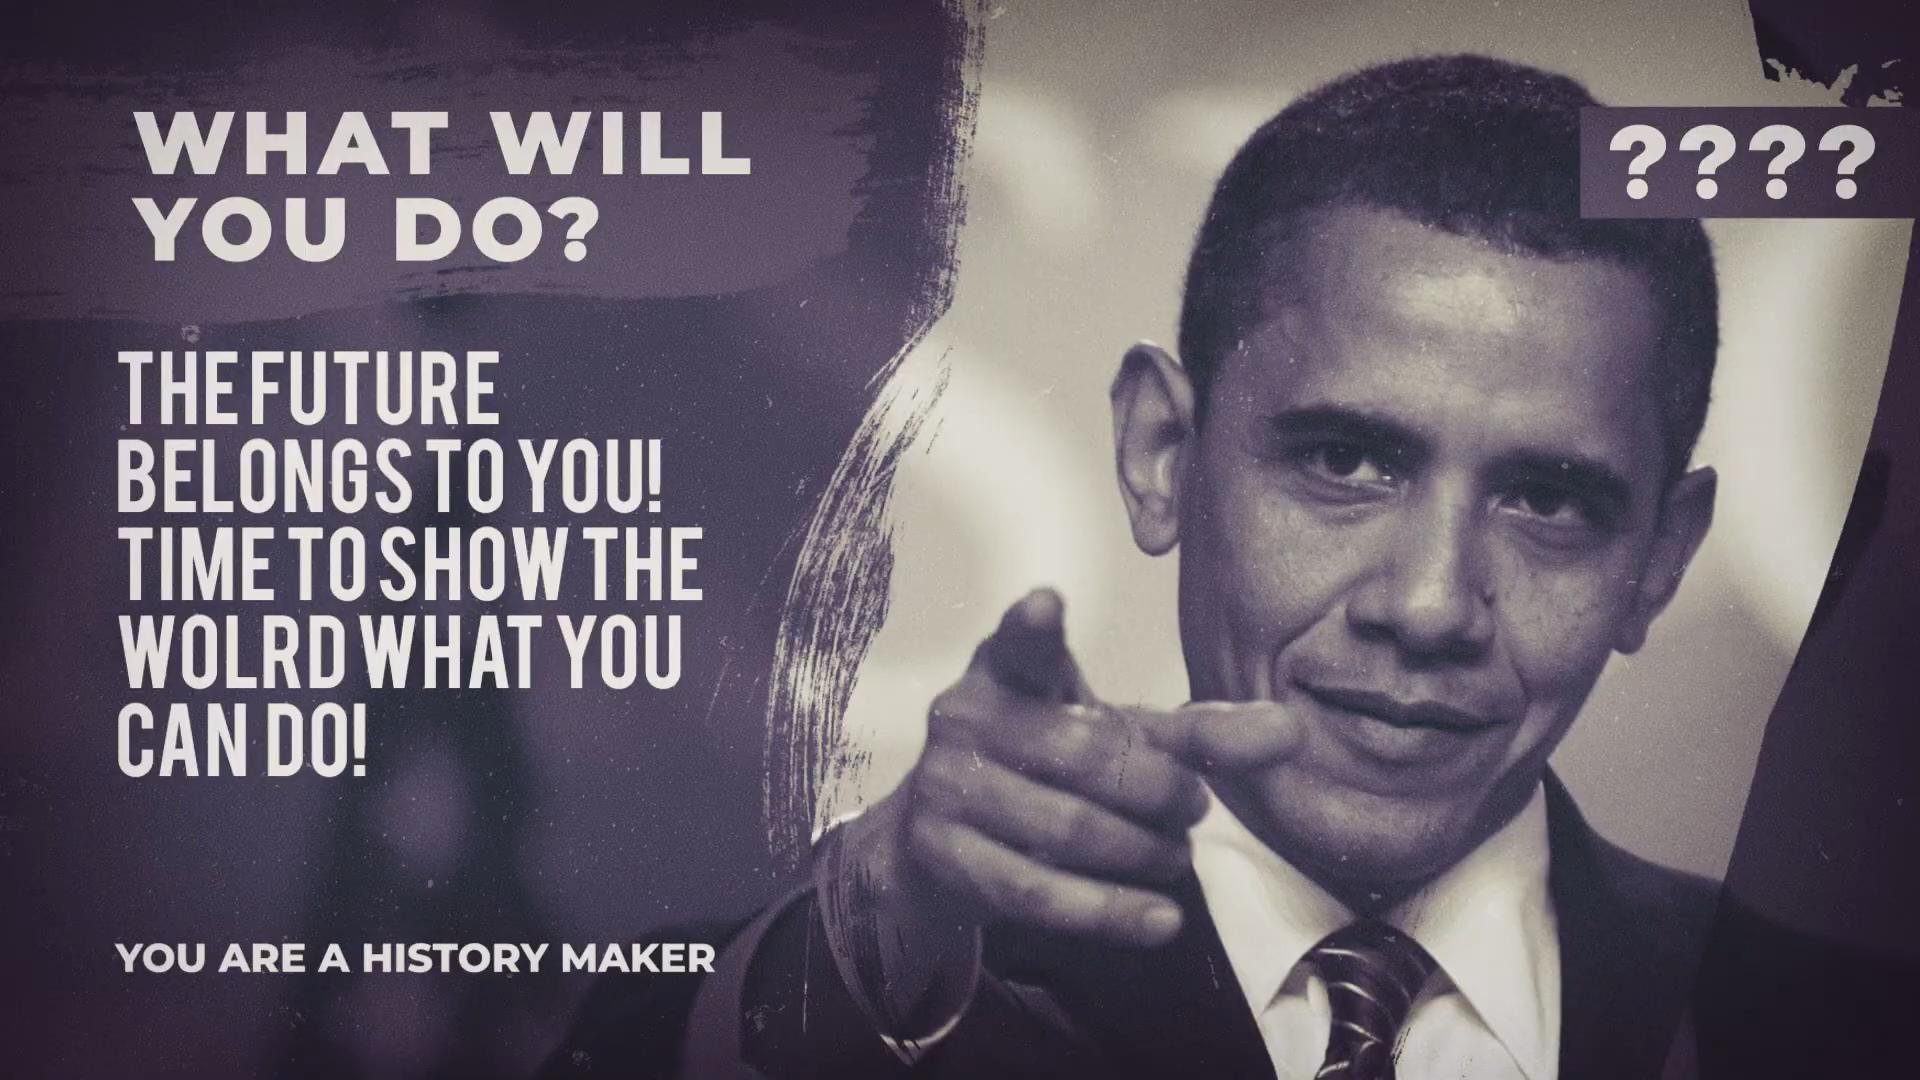 WHAT WILL
YOU DO?
????
THE FUTURE
BELONGS TO YOU!
TIME TO SHOW THE
WOLRD WHAT YOU
CAN DO!
YOU ARE A HISTORY MAKER